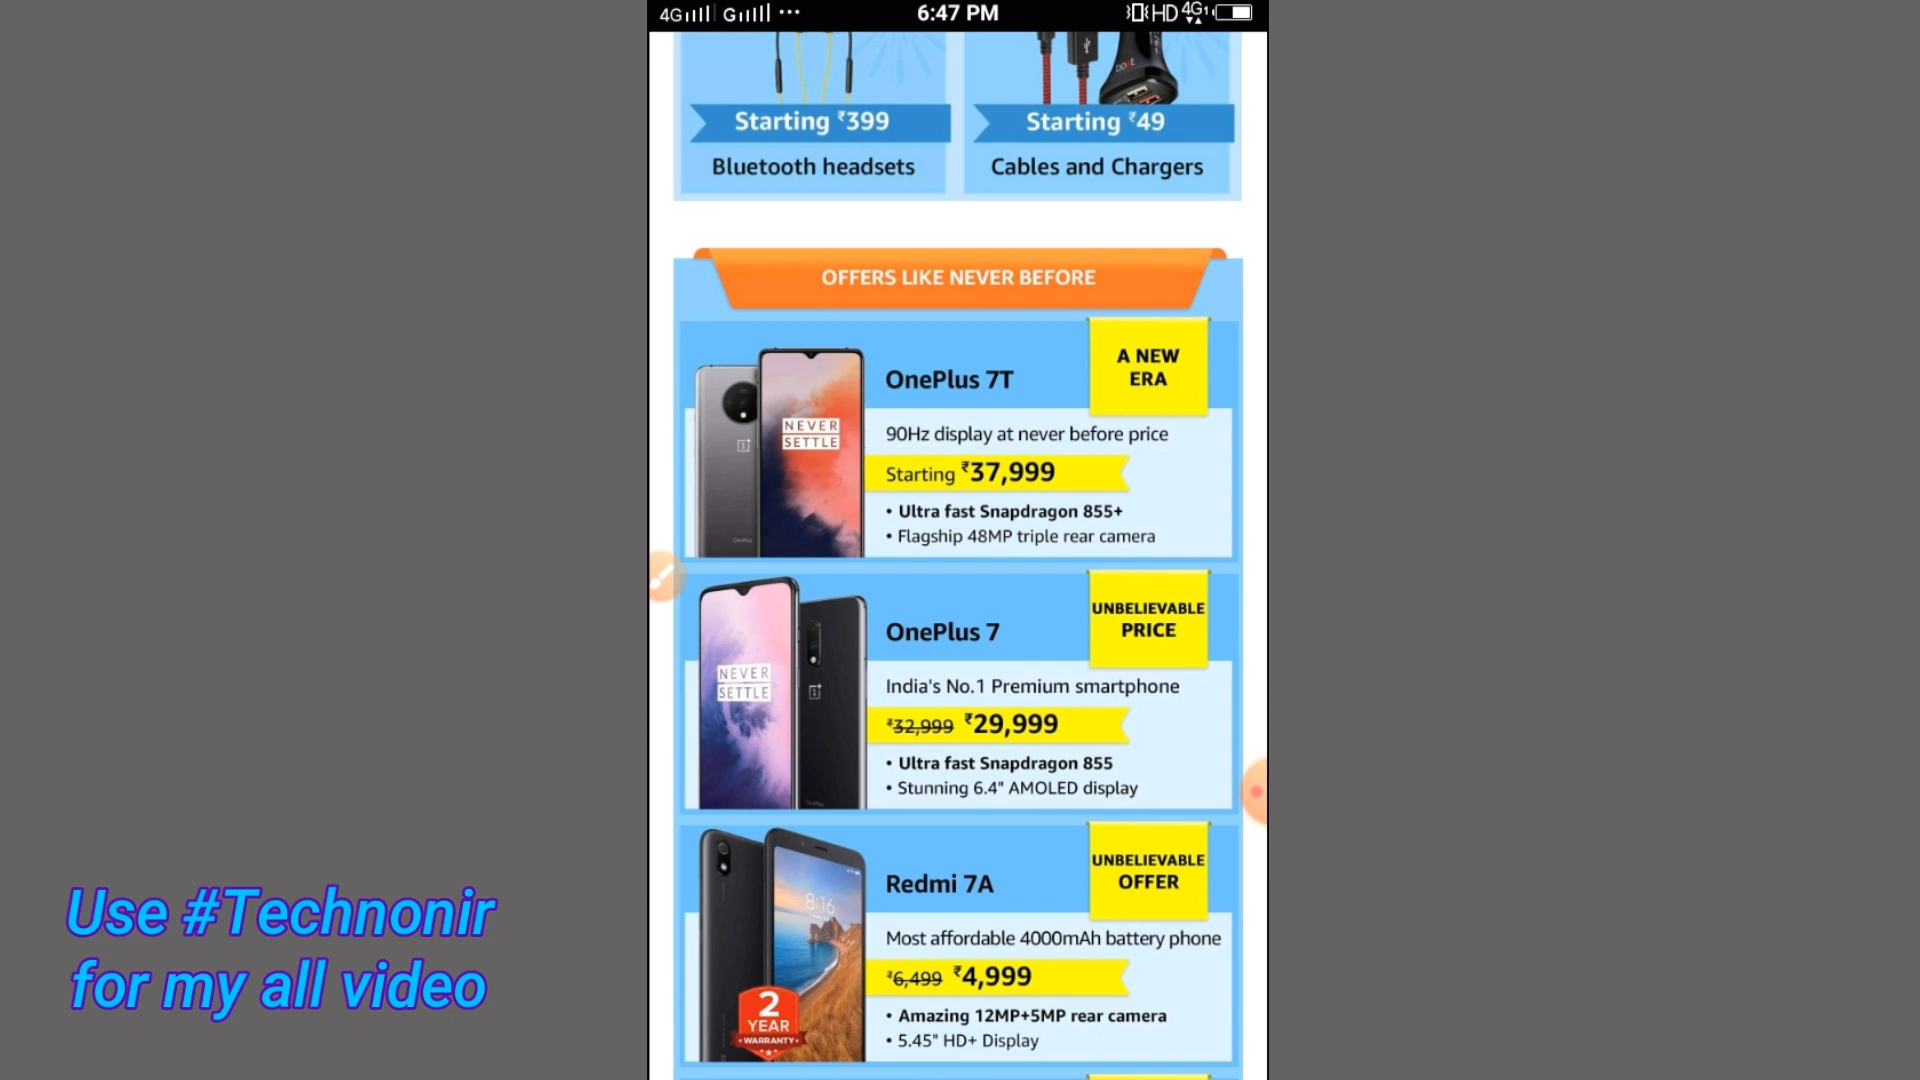 4G G 6:47 PM HD 4G
Starting ₹399
Bluetooth headsets
Starting ₹49
Cables and Chargers
OFFERS LIKE NEVER BEFORE
OnePlus 7T
A NEW
ERA
NEVER
SETTLE
90Hz display at never before price
Starting ₹37,999
• Ultra fast Snapdragon 855+
• Flagship 48MP triple rear camera
OnePlus 7
UNBELIEVABLE
PRICE
NEVER
SETTLE
India's No.1 Premium smartphone
₹32,999 ₹29,999
• Ultra fast Snapdragon 855
• Stunning 6.4" AMOLED display
Redmi 7A
UNBELIEVABLE
OFFER
8:16
Most affordable 4000mAh battery phone
₹6,499 ₹4,999
• Amazing 12MP+5MP rear camera
• 5.45" HD+ Display
2
YEAR
• WARRANTY •
Use #Technonir
for my all video